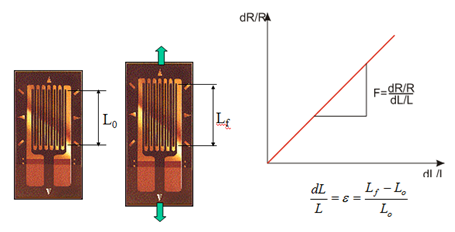 dR/R
L0
Lf
F=dR/R
dL/L
dL/L
dL/L = ε = Lf − Lo / Lo